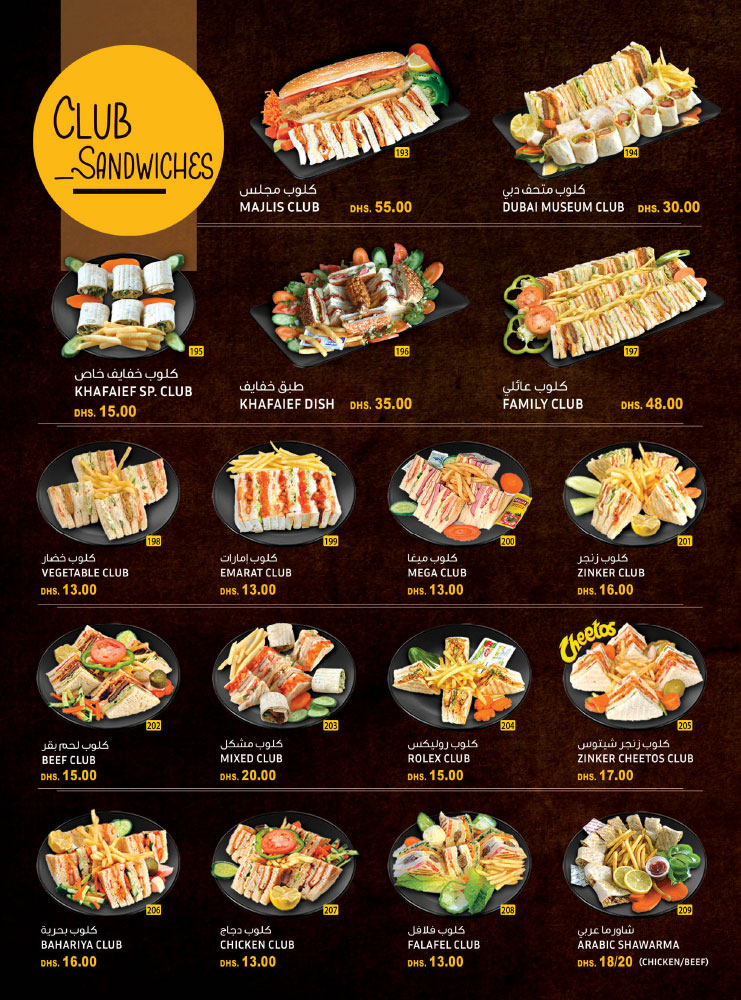 CLUB
SANDWICHES
193
كلوب مجلس
MAJLIS CLUB DHS. 55.00
194
كلوب متحف دبي
DUBAI MUSEUM CLUB DHS. 30.00
195
كلوب خفايف خاص
KHAFAIEF SP. CLUB
DHS. 15.00
196
طبق خفايف
KHAFAIEF DISH DHS. 35.00
197
كلوب عائلي
FAMILY CLUB DHS. 48.00
198
كلوب خضار
VEGETABLE CLUB
DHS. 13.00
199
كلوب إمارات
EMARAT CLUB
DHS. 13.00
200
كلوب ميغا
MEGA CLUB
DHS. 13.00
201
كلوب زنجر
ZINKER CLUB
DHS. 16.00
202
كلوب لحم بقر
BEEF CLUB
DHS. 15.00
203
كلوب مشكل
MIXED CLUB
DHS. 20.00
204
كلوب روليكس
ROLEX CLUB
DHS. 15.00
Cheetos
205
كلوب زنجر شيتوس
ZINKER CHEETOS CLUB
DHS. 17.00
206
كلوب بحرية
BAHARIYA CLUB
DHS. 16.00
207
كلوب دجاج
CHICKEN CLUB
DHS. 13.00
208
كلوب فلافل
FALAFEL CLUB
DHS. 13.00
209
شاورما عربي
ARABIC SHAWARMA
DHS. 18/20 (CHICKEN/BEEF)